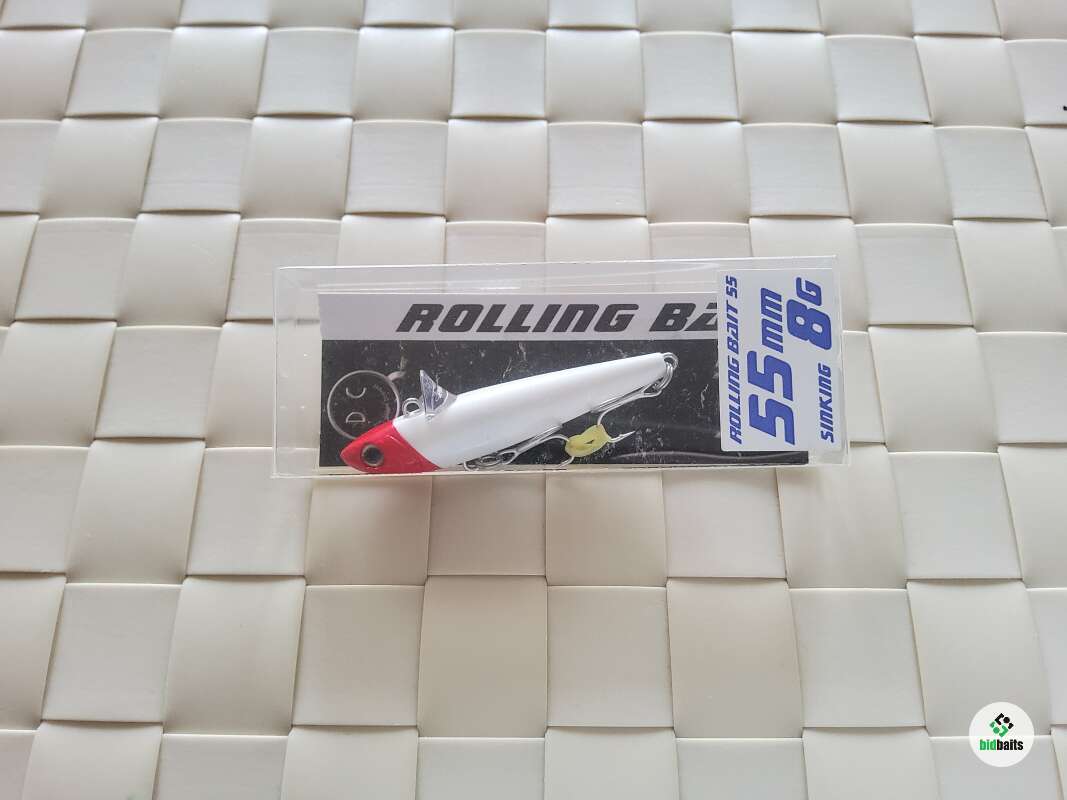 ROLLING BA
ROLLING BAIT 55
55mm
SINKING 8G
D C
bidbaits